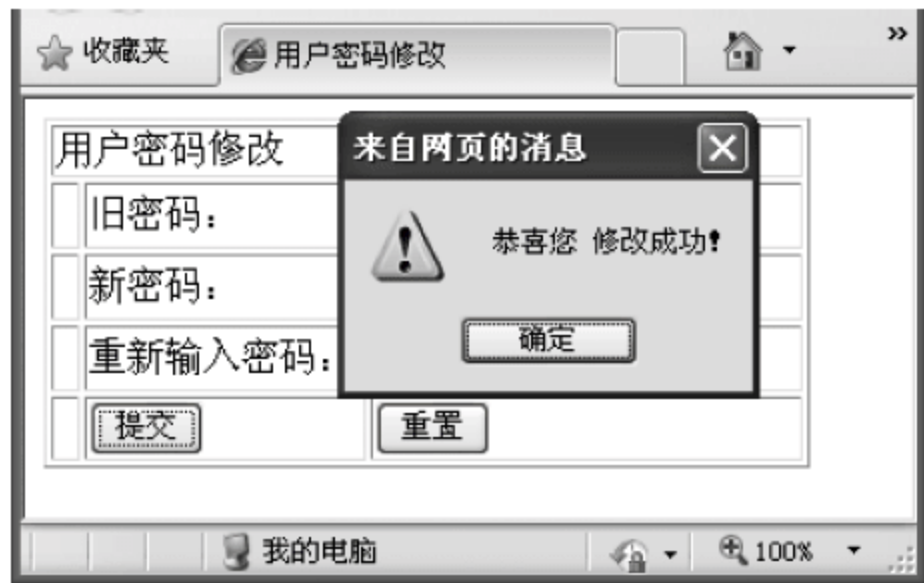 收藏夹
用户密码修改
»
用户密码修改
来自网页的消息
旧密码：
恭喜您 修改成功!
新密码：
确定
重新输入密码：
提交
重置
我的电脑
100%